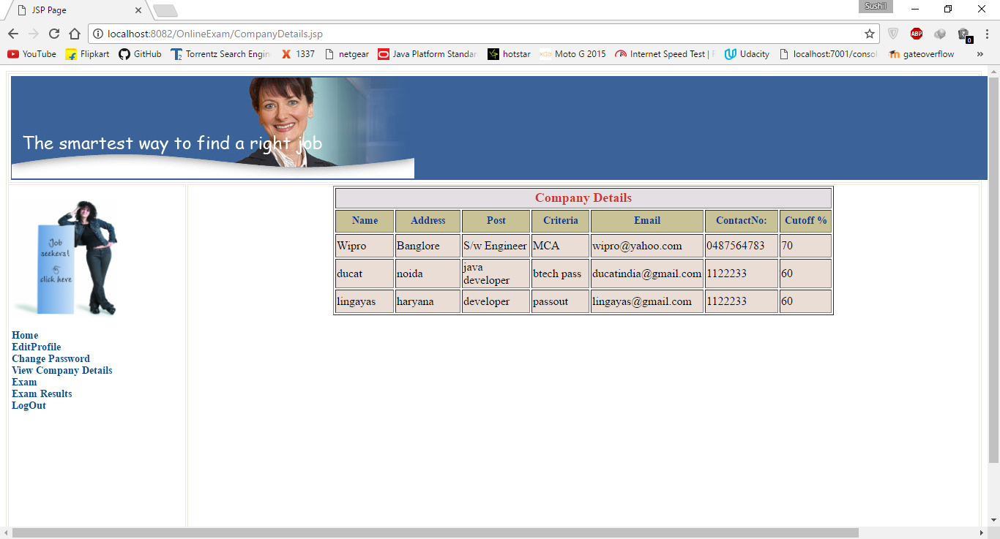 JSP Page
Sushil
localhost:8082/OnlineExam/CompanyDetails.jsp
ABP
0
YouTube Flipkart GitHub Torrentz Search Engin 1337 netgear Java Platform Standar hotstar Moto G 2015 Internet Speed Test | Udacity localhost:7001/consol gateoverflow »
The smartest way to find a right job
Job
seekers!
click here
Home
EditProfile
Change Password
View Company Details
Exam
Exam Results
LogOut
Company Details
Name Address Post Criteria Email ContactNo: Cutoff %
Wipro Banglore S/w Engineer MCA wipro@yahoo.com 0487564783 70
ducat noida java developer btech pass ducatindia@gmail.com 1122233 60
lingayas haryana developer passout lingayas@gmail.com 1122233 60